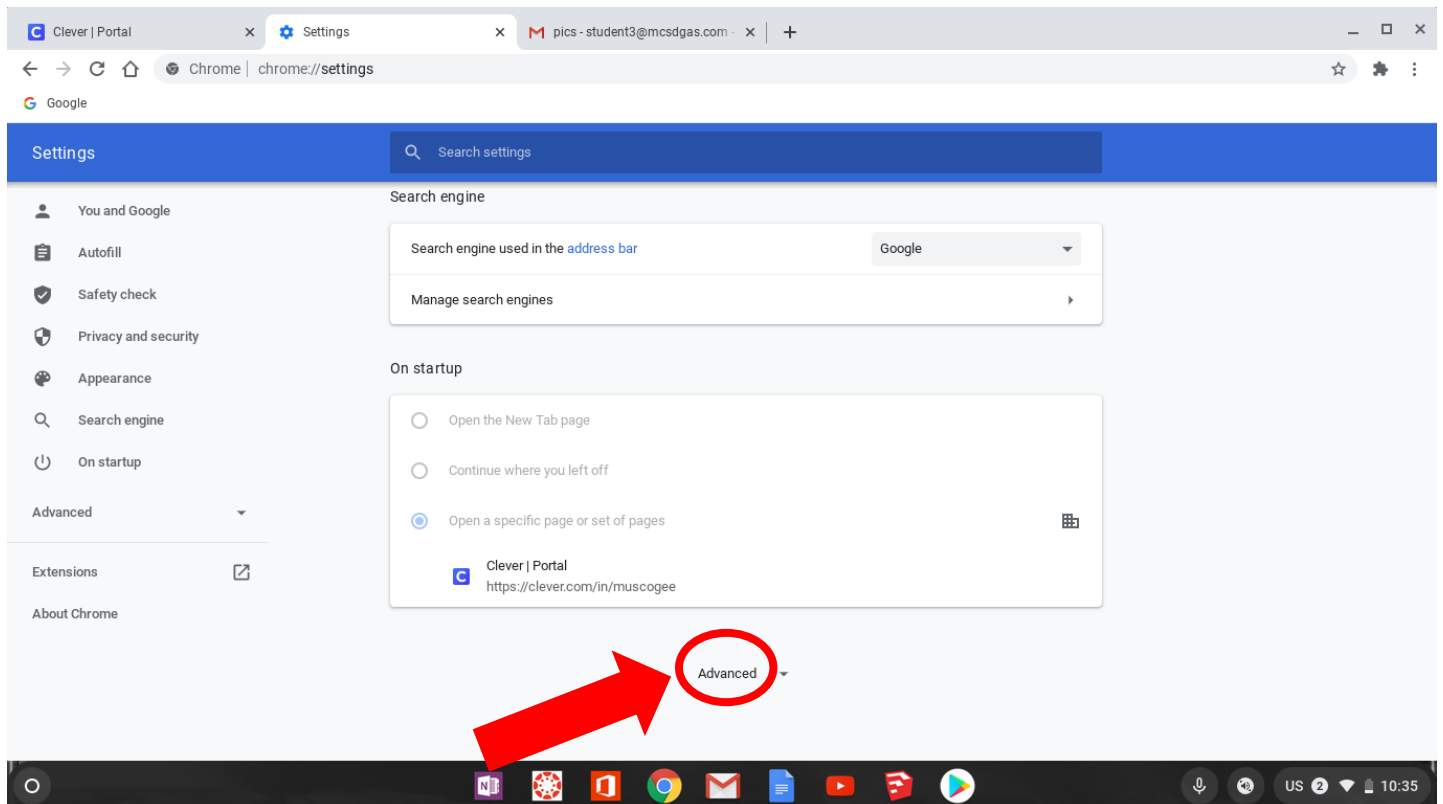 Clever | Portal
Settings
pics - student3@mcsdgas.com -
Chrome | chrome://settings
Google
Settings
Search settings
You and Google
Autofill
Safety check
Privacy and security
Appearance
Search engine
On startup
Advanced
Extensions
About Chrome
Search engine
Search engine used in the address bar
Google
Manage search engines
On startup
Open the New Tab page
Continue where you left off
Open a specific page or set of pages
C
Clever | Portal
https://clever.com/in/muscogee
Advanced
N
US 2 10:35